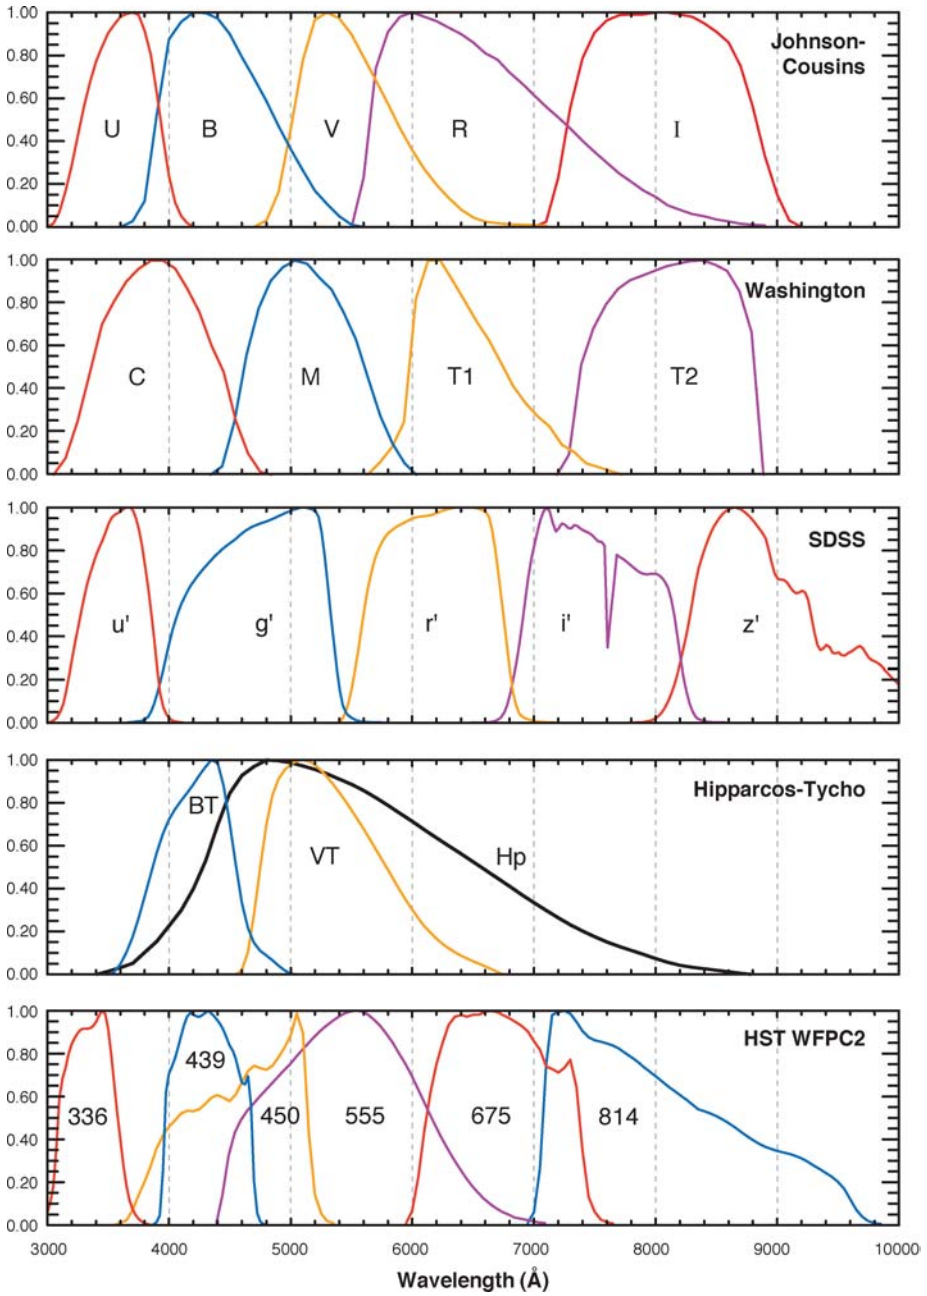 1.00
0.80
0.60
0.40
0.20
0.00
U
B
V
R
I
Johnson-
Cousins
1.00
0.80
0.60
0.40
0.20
0.00
C
M
T1
T2
Washington
1.00
0.80
0.60
0.40
0.20
0.00
u'
g'
r'
i'
z'
SDSS
1.00
0.80
0.60
0.40
0.20
0.00
BT
VT
Hp
Hipparcos-Tycho
1.00
0.80
0.60
0.40
0.20
0.00
336
439
450
555
675
814
HST WFPC2
3000 4000 5000 6000 7000 8000 9000 10000
Wavelength (Å)